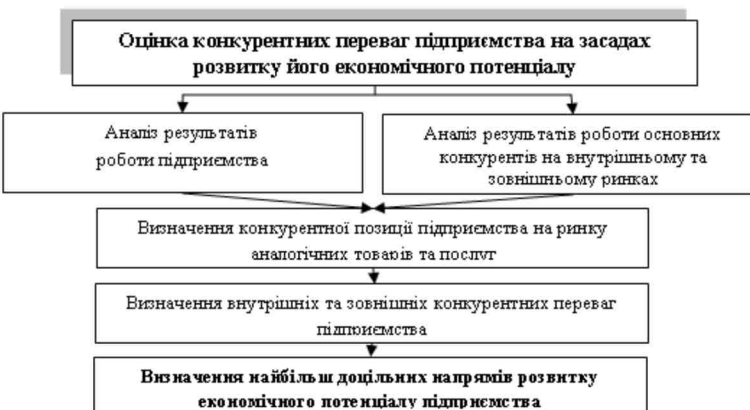 Оцінка конкурентних переваг підприємства на засадах
розвитку його економічного потенціалу
Аналіз результатів
роботи підприємства
Аналіз результатів роботи основних
конкурентів на внутрішньому та
зовнішньому ринках
Визначення конкурентної позиції підприємства на ринку
аналогічних товарів та послуг
Визначення внутрішніх та зовнішніх конкурентних переваг
підприємства
Визначення найбільш доцільних напрямів розвитку
економічного потенціалу підприємства